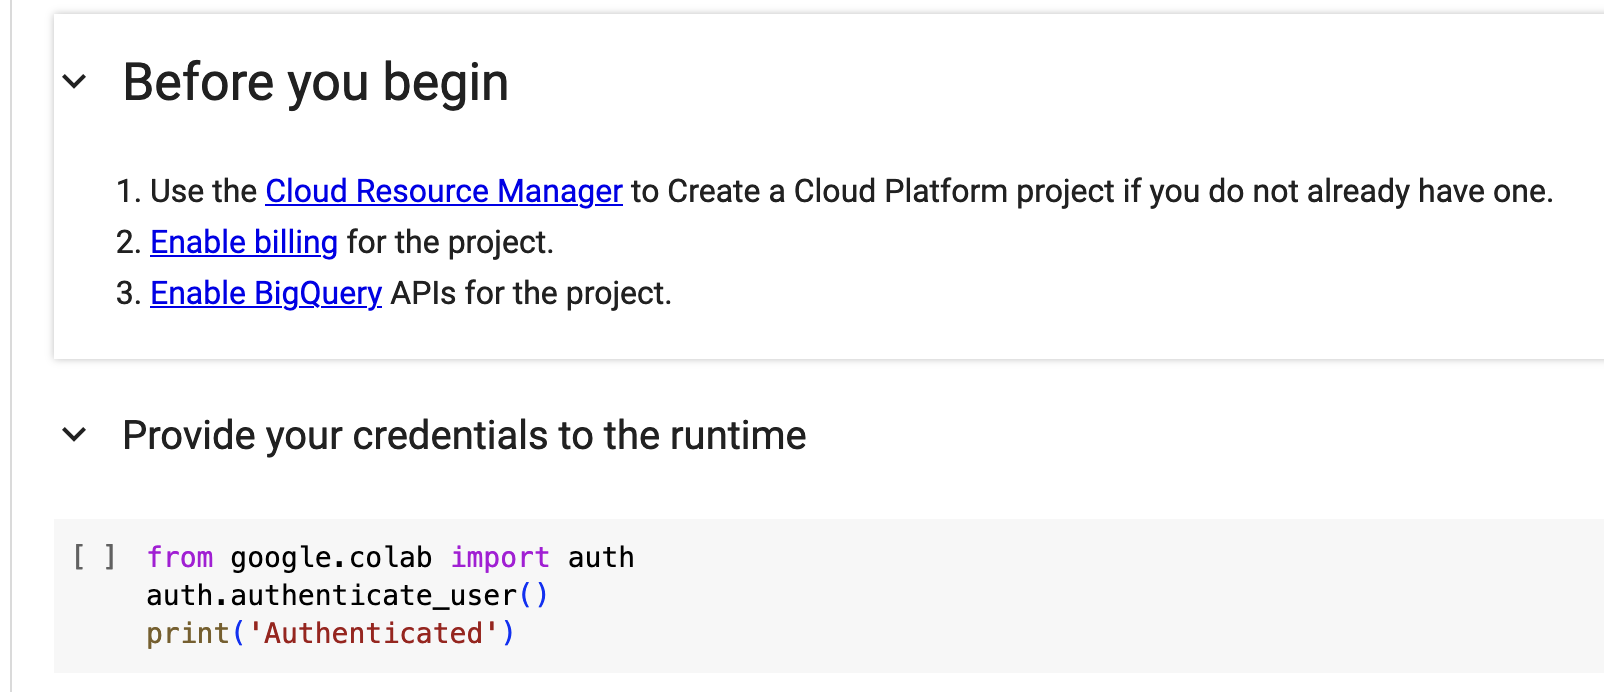 Before you begin
1. Use the Cloud Resource Manager to Create a Cloud Platform project if you do not already have one.
2. Enable billing for the project.
3. Enable BigQuery APIs for the project.
Provide your credentials to the runtime
[ ] from google.colab import auth
auth.authenticate_user()
print('Authenticated')